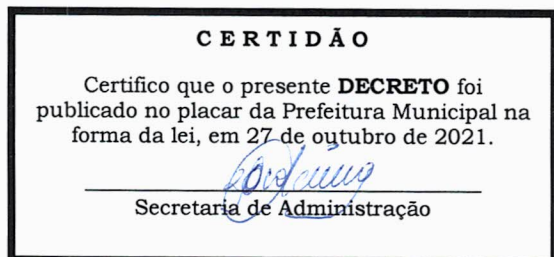 CERTIDÃO
Certifico que o presente DECRETO foi
publicado no placar da Prefeitura Municipal na
forma da lei, em 27 de outubro de 2021.
Secretaria de Administração